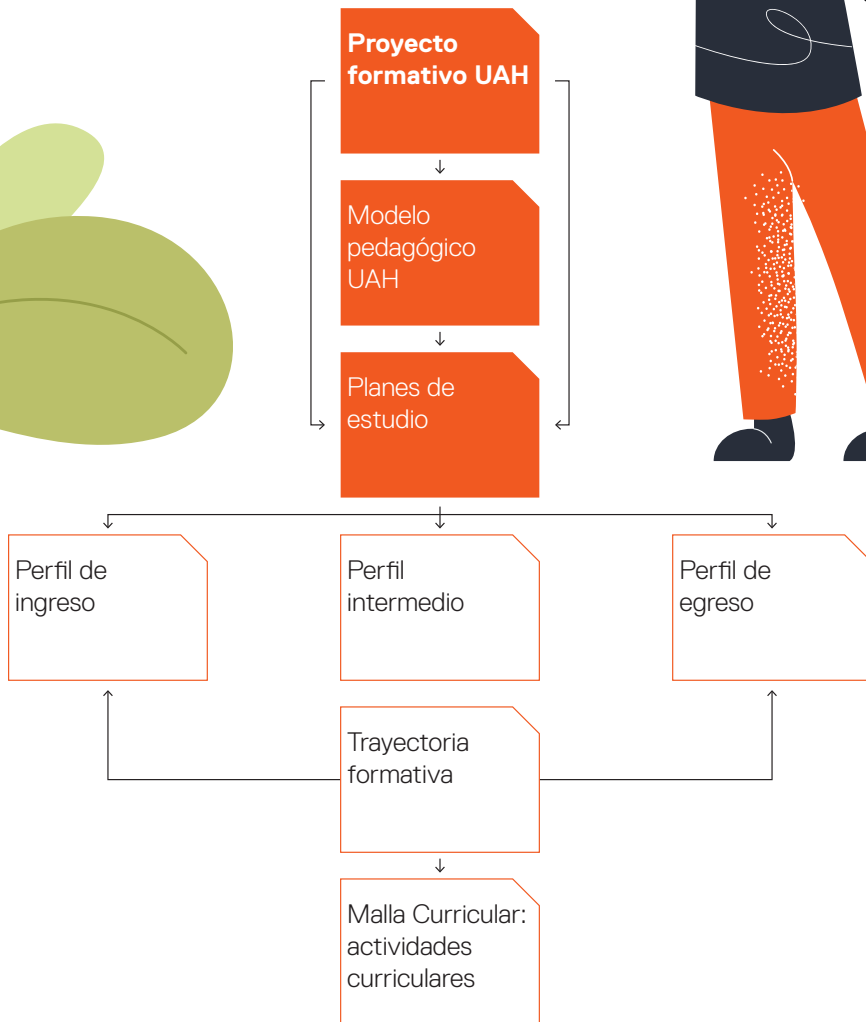 Proyecto
formativo UAH
Modelo
pedagógico
UAH
Planes de
estudio
Perfil de
ingreso
Perfil
intermedio
Perfil de
egreso
Trayectoria
formativa
Malla Curricular:
actividades
curriculares